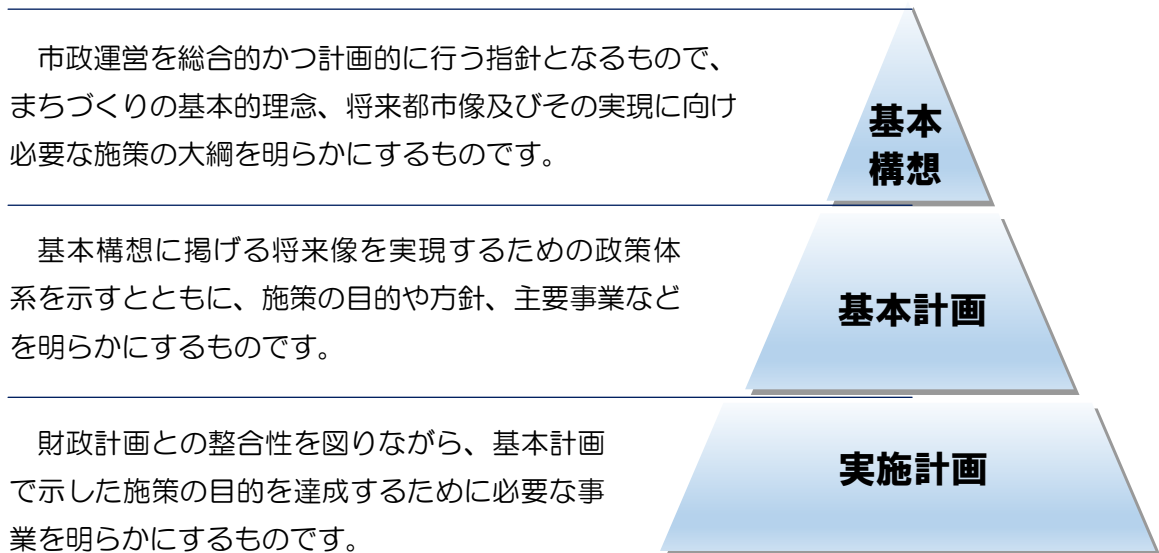 市政運営を総合的かつ計画的に行う指針となるもので、
まちづくりの基本的理念、将来都市像及びその実現に向け
必要な施策の大綱を明らかにするものです。
基本
構想
基本構想に掲げる将来像を実現するための政策体
系を示すとともに、施策の目的や方針、主要事業など
を明らかにするものです。
基本計画
財政計画との整合性を図りながら、基本計画
で示した施策の目的を達成するために必要な事
業を明らかにするものです。
実施計画